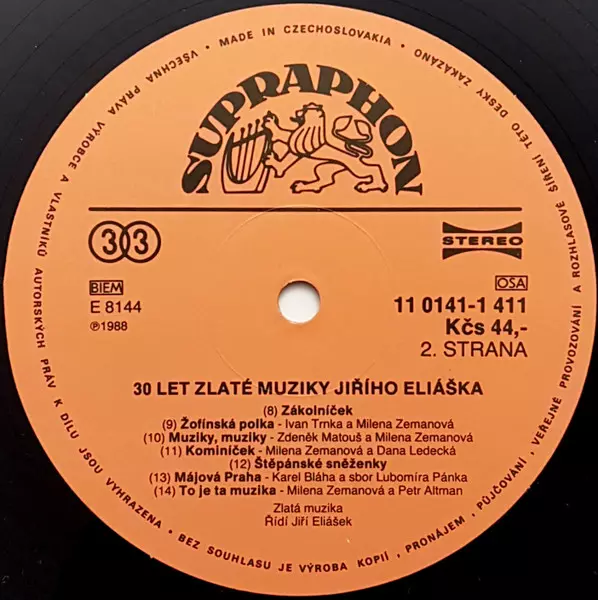 VŠECHNA PRÁVA VÝROBCE A VLASTNÍKŮ AUTORSKÝCH PRÁV K DÍLU JSOU VYHRAZENA • BEZ SOUHLASU JE VÝROBA KOPIÍ, PRONÁJEM, PŮJČOVÁNÍ, VEŘEJNÉ PROVOZOVÁNÍ A ROZHLASOVÉ ŠÍŘENÍ TÉTO DESKY ZAKÁZÁNO • MADE IN CZECHOSLOVAKIA •
SUPRAPHON
33
STEREO
BIEM
OSA
E 8144
11 0141-1 411
℗1988
Kčs 44,-
2. STRANA
30 LET ZLATÉ MUZIKY JIŘÍHO ELIÁŠKA
(8) Zákolníček
(9) Žofínská polka - Ivan Trnka a Milena Zemanová
(10) Muziky, muziky - Zdeněk Matouš a Milena Zemanová
(11) Kominíček - Milena Zemanová a Dana Ledecká
(12) Štěpánské sněženky
(13) Májová Praha - Karel Bláha a sbor Lubomíra Pánka
(14) To je ta muzika - Milena Zemanová a Petr Altman
Zlatá muzika
Řídí Jiří Eliášek